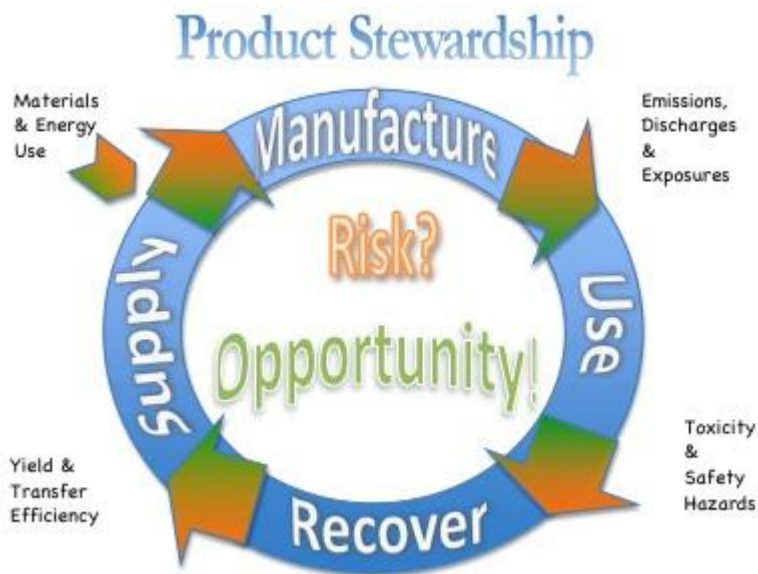 Product Stewardship
Materials
& Energy
Use
Manufacture
Emissions,
Discharges
&
Exposures
Risk?
Opportunity!
Supply
Use
Toxicity
&
Safety
Hazards
Yield &
Transfer
Efficiency
Recover